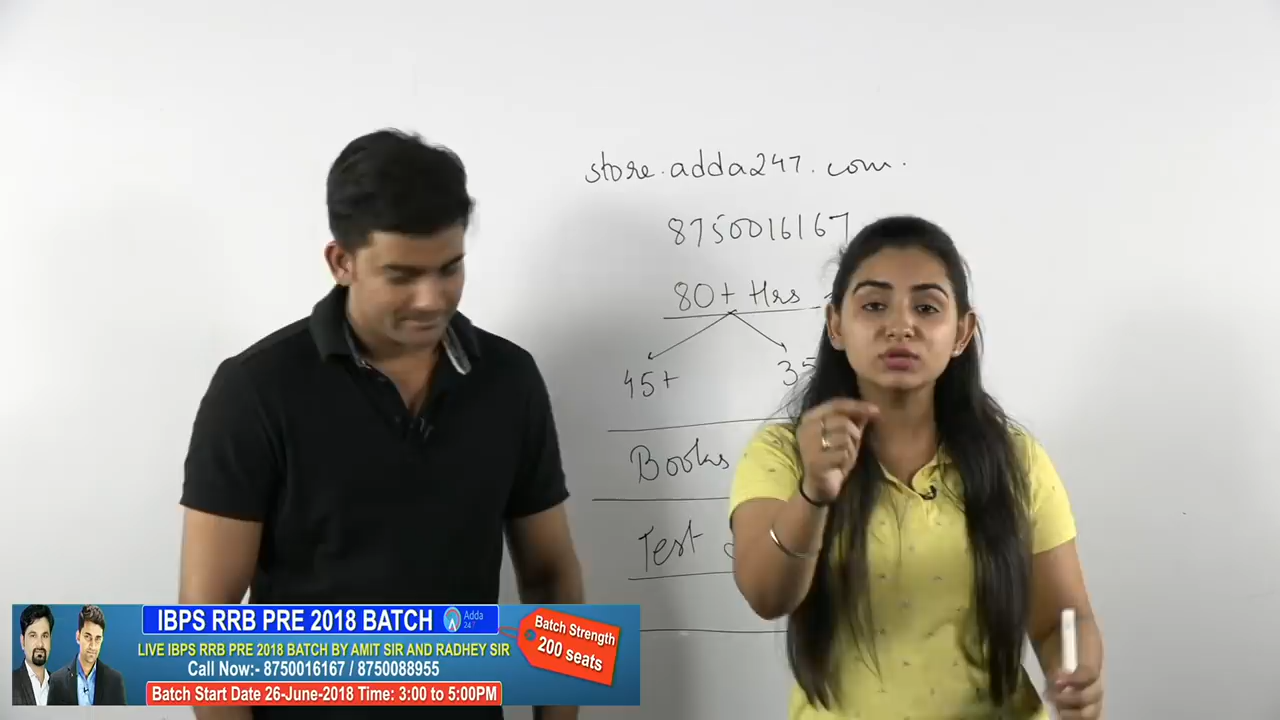 store.adda247.com.
8750016167
80+ Hrs
45+ 35
Books
Test
IBPS RRB PRE 2018 BATCH
Adda
247
LIVE IBPS RRB PRE 2018 BATCH BY AMIT SIR AND RADHEY SIR
Call Now:- 8750016167 / 8750088955
Batch Start Date 26-June-2018 Time: 3:00 to 5:00PM
Batch Strength
200 seats